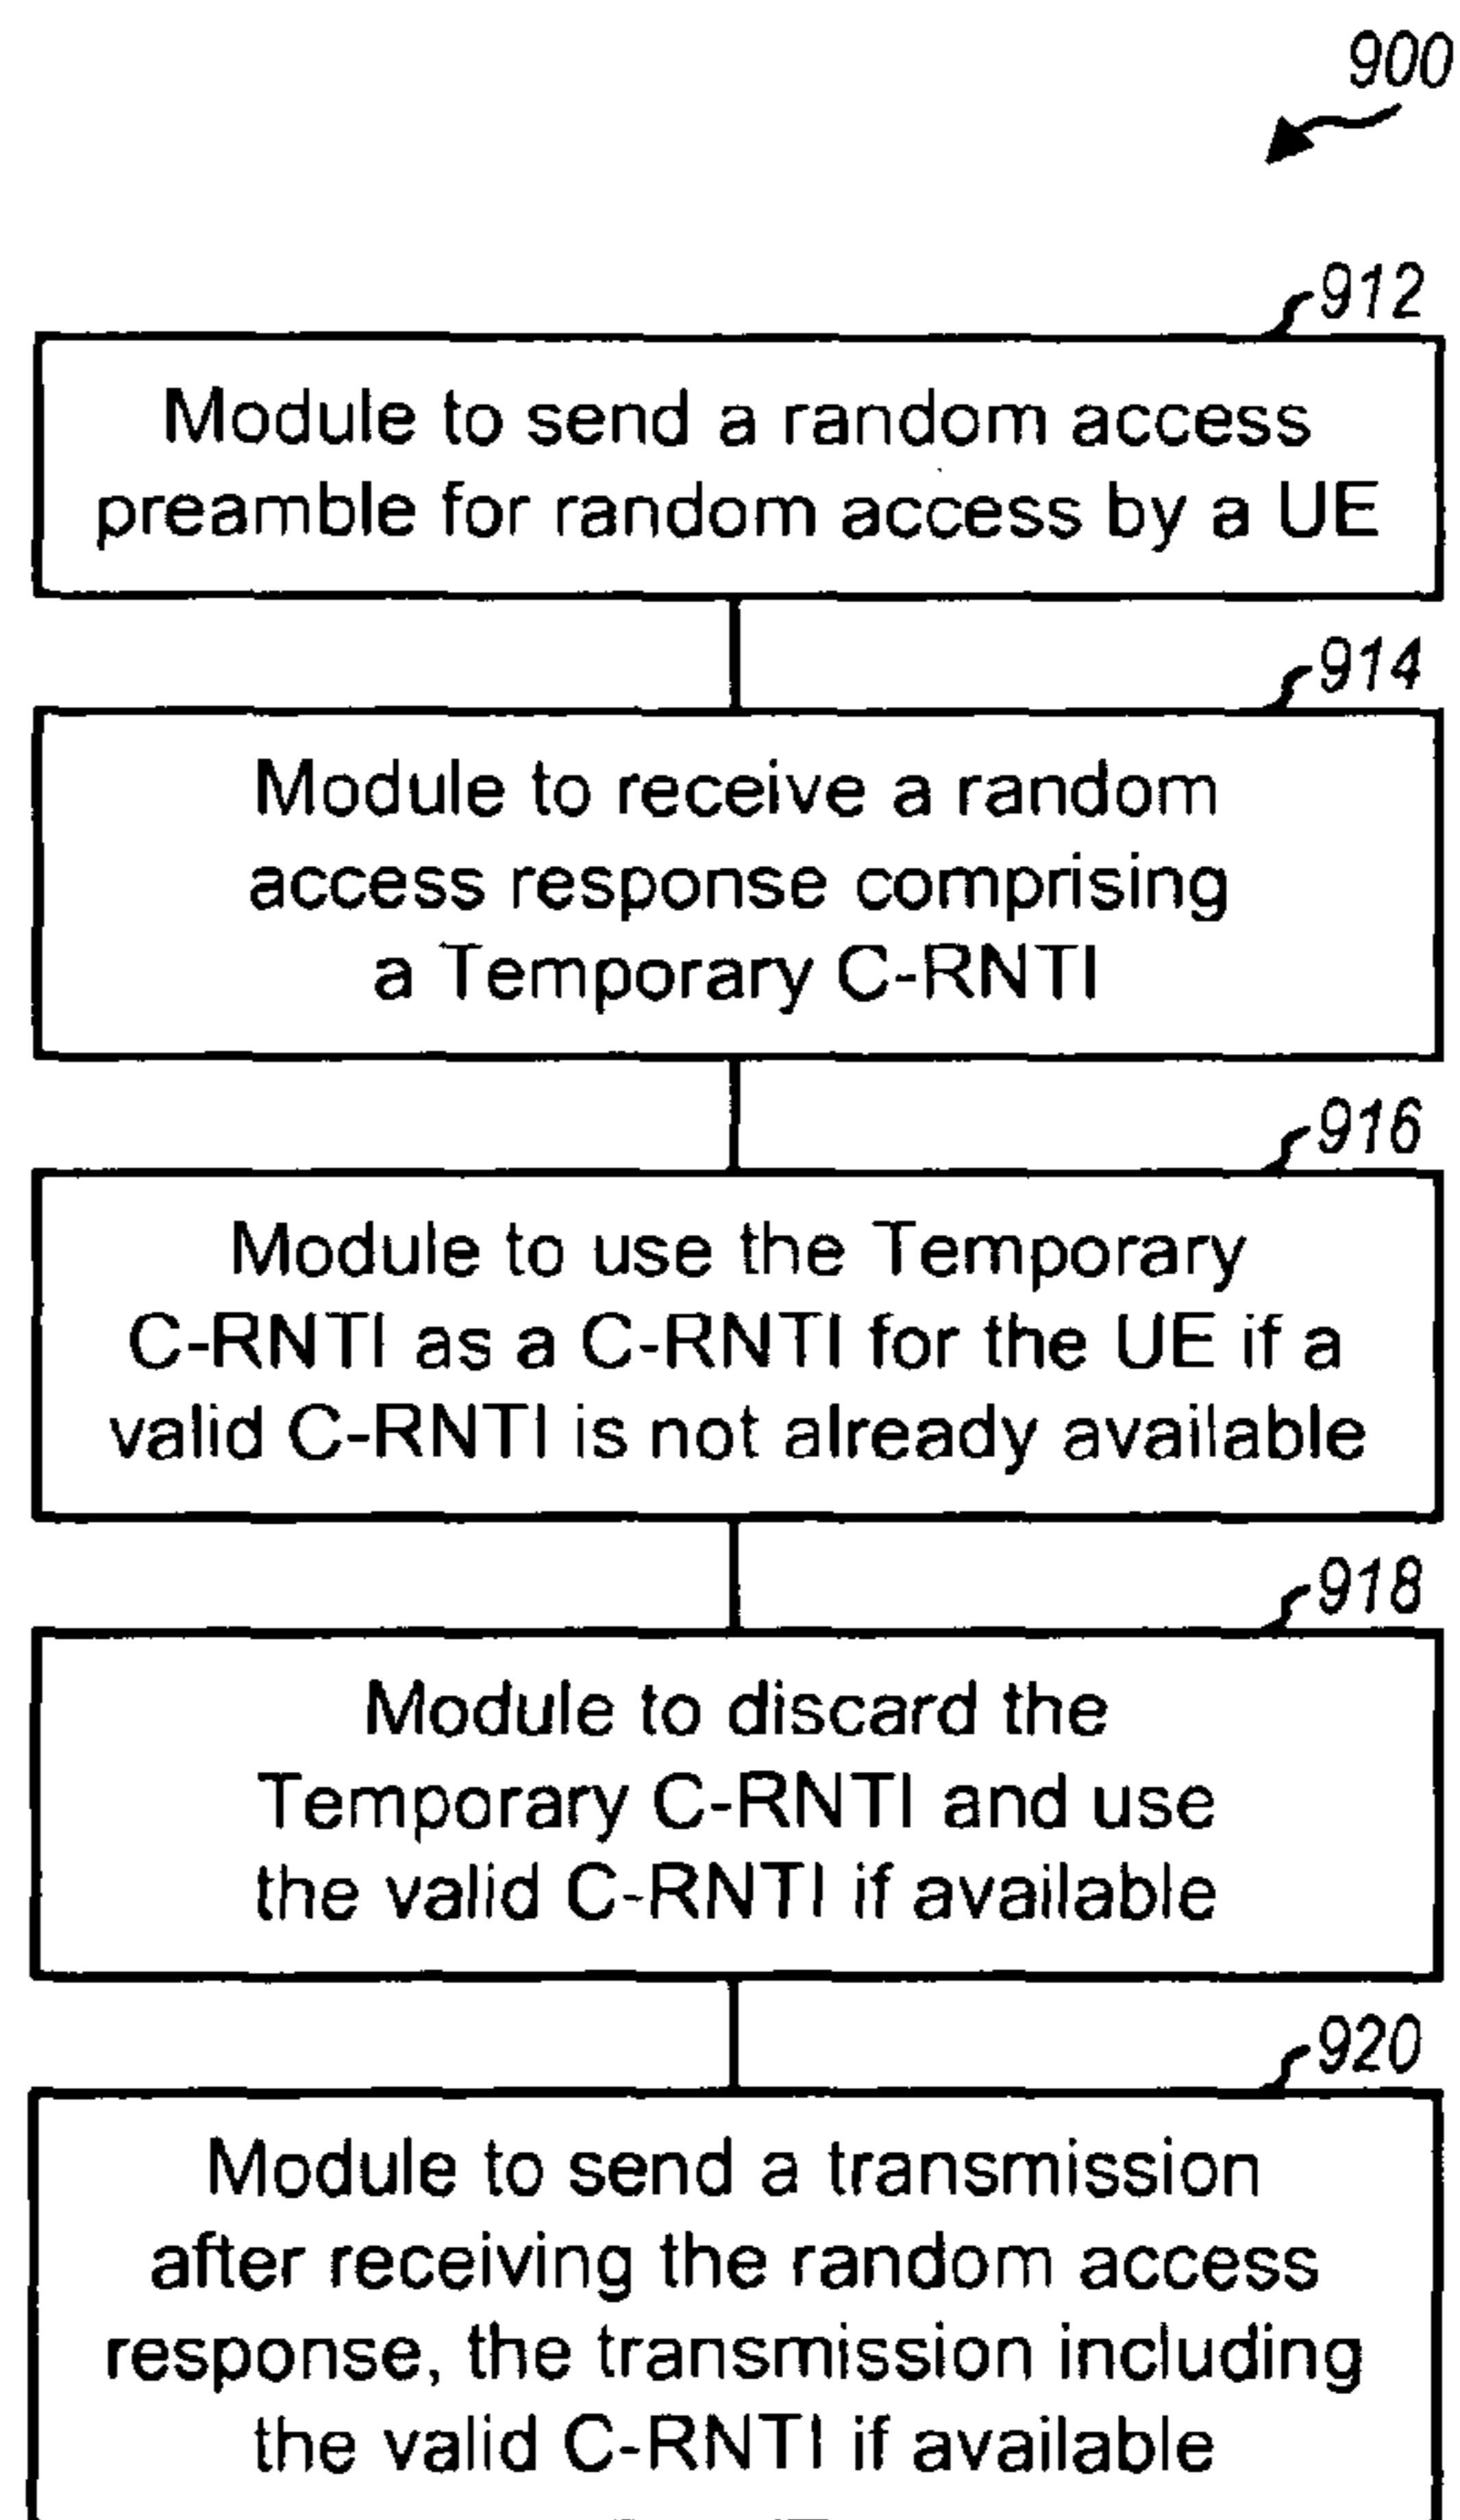 900
912
Module to send a random access
preamble for random access by a UE
914
Module to receive a random
access response comprising
a Temporary C-RNTI
916
Module to use the Temporary
C-RNTI as a C-RNTI for the UE if a
valid C-RNTI is not already available
918
Module to discard the
Temporary C-RNTI and use
the valid C-RNTI if available
920
Module to send a transmission
after receiving the random access
response, the transmission including
the valid C-RNTI if available